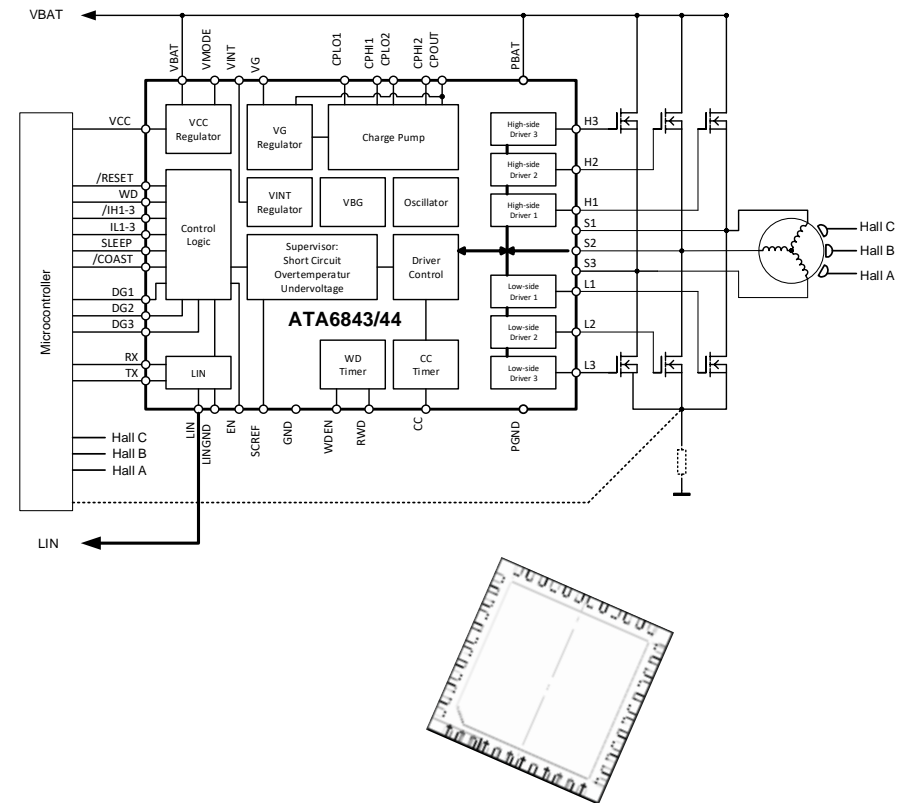 VBAT
VBAT
VMODE
VINT
VG
CPLO1
CPHI1
CPLO2
CPHI2
CPOUT
PBAT
VCC
VCC
Regulator
VG
Regulator
Charge Pump
High-side
Driver 3
H3
High-side
Driver 2
H2
High-side
Driver 1
H1
/RESET
WD
/IH1-3
IL1-3
SLEEP
/COAST
Control
Logic
VINT
Regulator
VBG
Oscillator
S1
S2
S3
Hall C
Hall B
Hall A
Supervisor:
Short Circuit
Overtemperatur
Undervoltage
Driver
Control
DG1
DG2
DG3
Microcontroller
ATA6843/44
Low-side
Driver 1
L1
Low-side
Driver 2
L2
Low-side
Driver 3
L3
RX
TX
LIN
WD
Timer
CC
Timer
LIN
LINGND
EN
SCREF
GND
WDEN
RWD
CC
PGND
Hall C
Hall B
Hall A
LIN